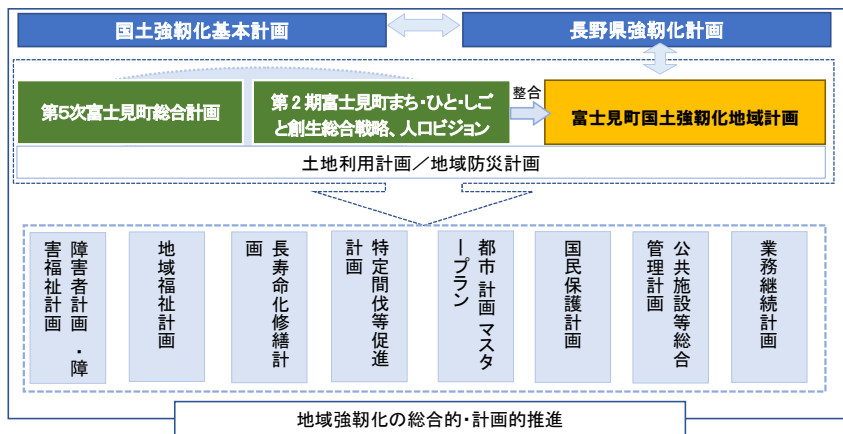 国土強靭化基本計画
長野県強靭化計画
第5次富士見町総合計画
第２期富士見町まち・ひと・しご
と創生総合戦略、人口ビジョン
整合
富士見町国土強靭化地域計画
土地利用計画／地域防災計画
障害者計画・障
害福祉計画
地域福祉計画
長寿命化修繕計
画
特定間伐等促進
計画
都市計画マスタ
ープラン
国民保護計画
公共施設等総合
管理計画
業務継続計画
地域強靭化の総合的・計画的推進